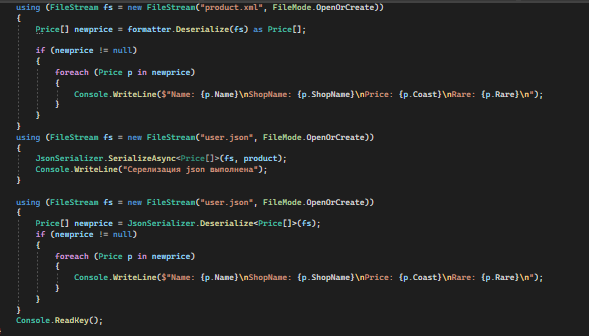 using (FileStream fs = new FileStream("product.xml", FileMode.OpenOrCreate))
{
Price[] newprice = formatter.Deserialize(fs) as Price[];
if (newprice != null)
{
foreach (Price p in newprice)
{
Console.WriteLine($"Name: {p.Name}\nShopName: {p.ShopName}\nPrice: {p.Coast}\nRare: {p.Rare}\n");
}
}
}
using (FileStream fs = new FileStream("user.json", FileMode.OpenOrCreate))
{
JsonSerializer.SerializeAsync<Price[]>(fs, product);
Console.WriteLine("Серелизация json выполнена");
}
using (FileStream fs = new FileStream("user.json", FileMode.OpenOrCreate))
{
Price[] newprice = JsonSerializer.Deserialize<Price[]>(fs);
if (newprice != null)
{
foreach (Price p in newprice)
{
Console.WriteLine($"Name: {p.Name}\nShopName: {p.ShopName}\nPrice: {p.Coast}\nRare: {p.Rare}\n");
}
}
}
Console.ReadKey();